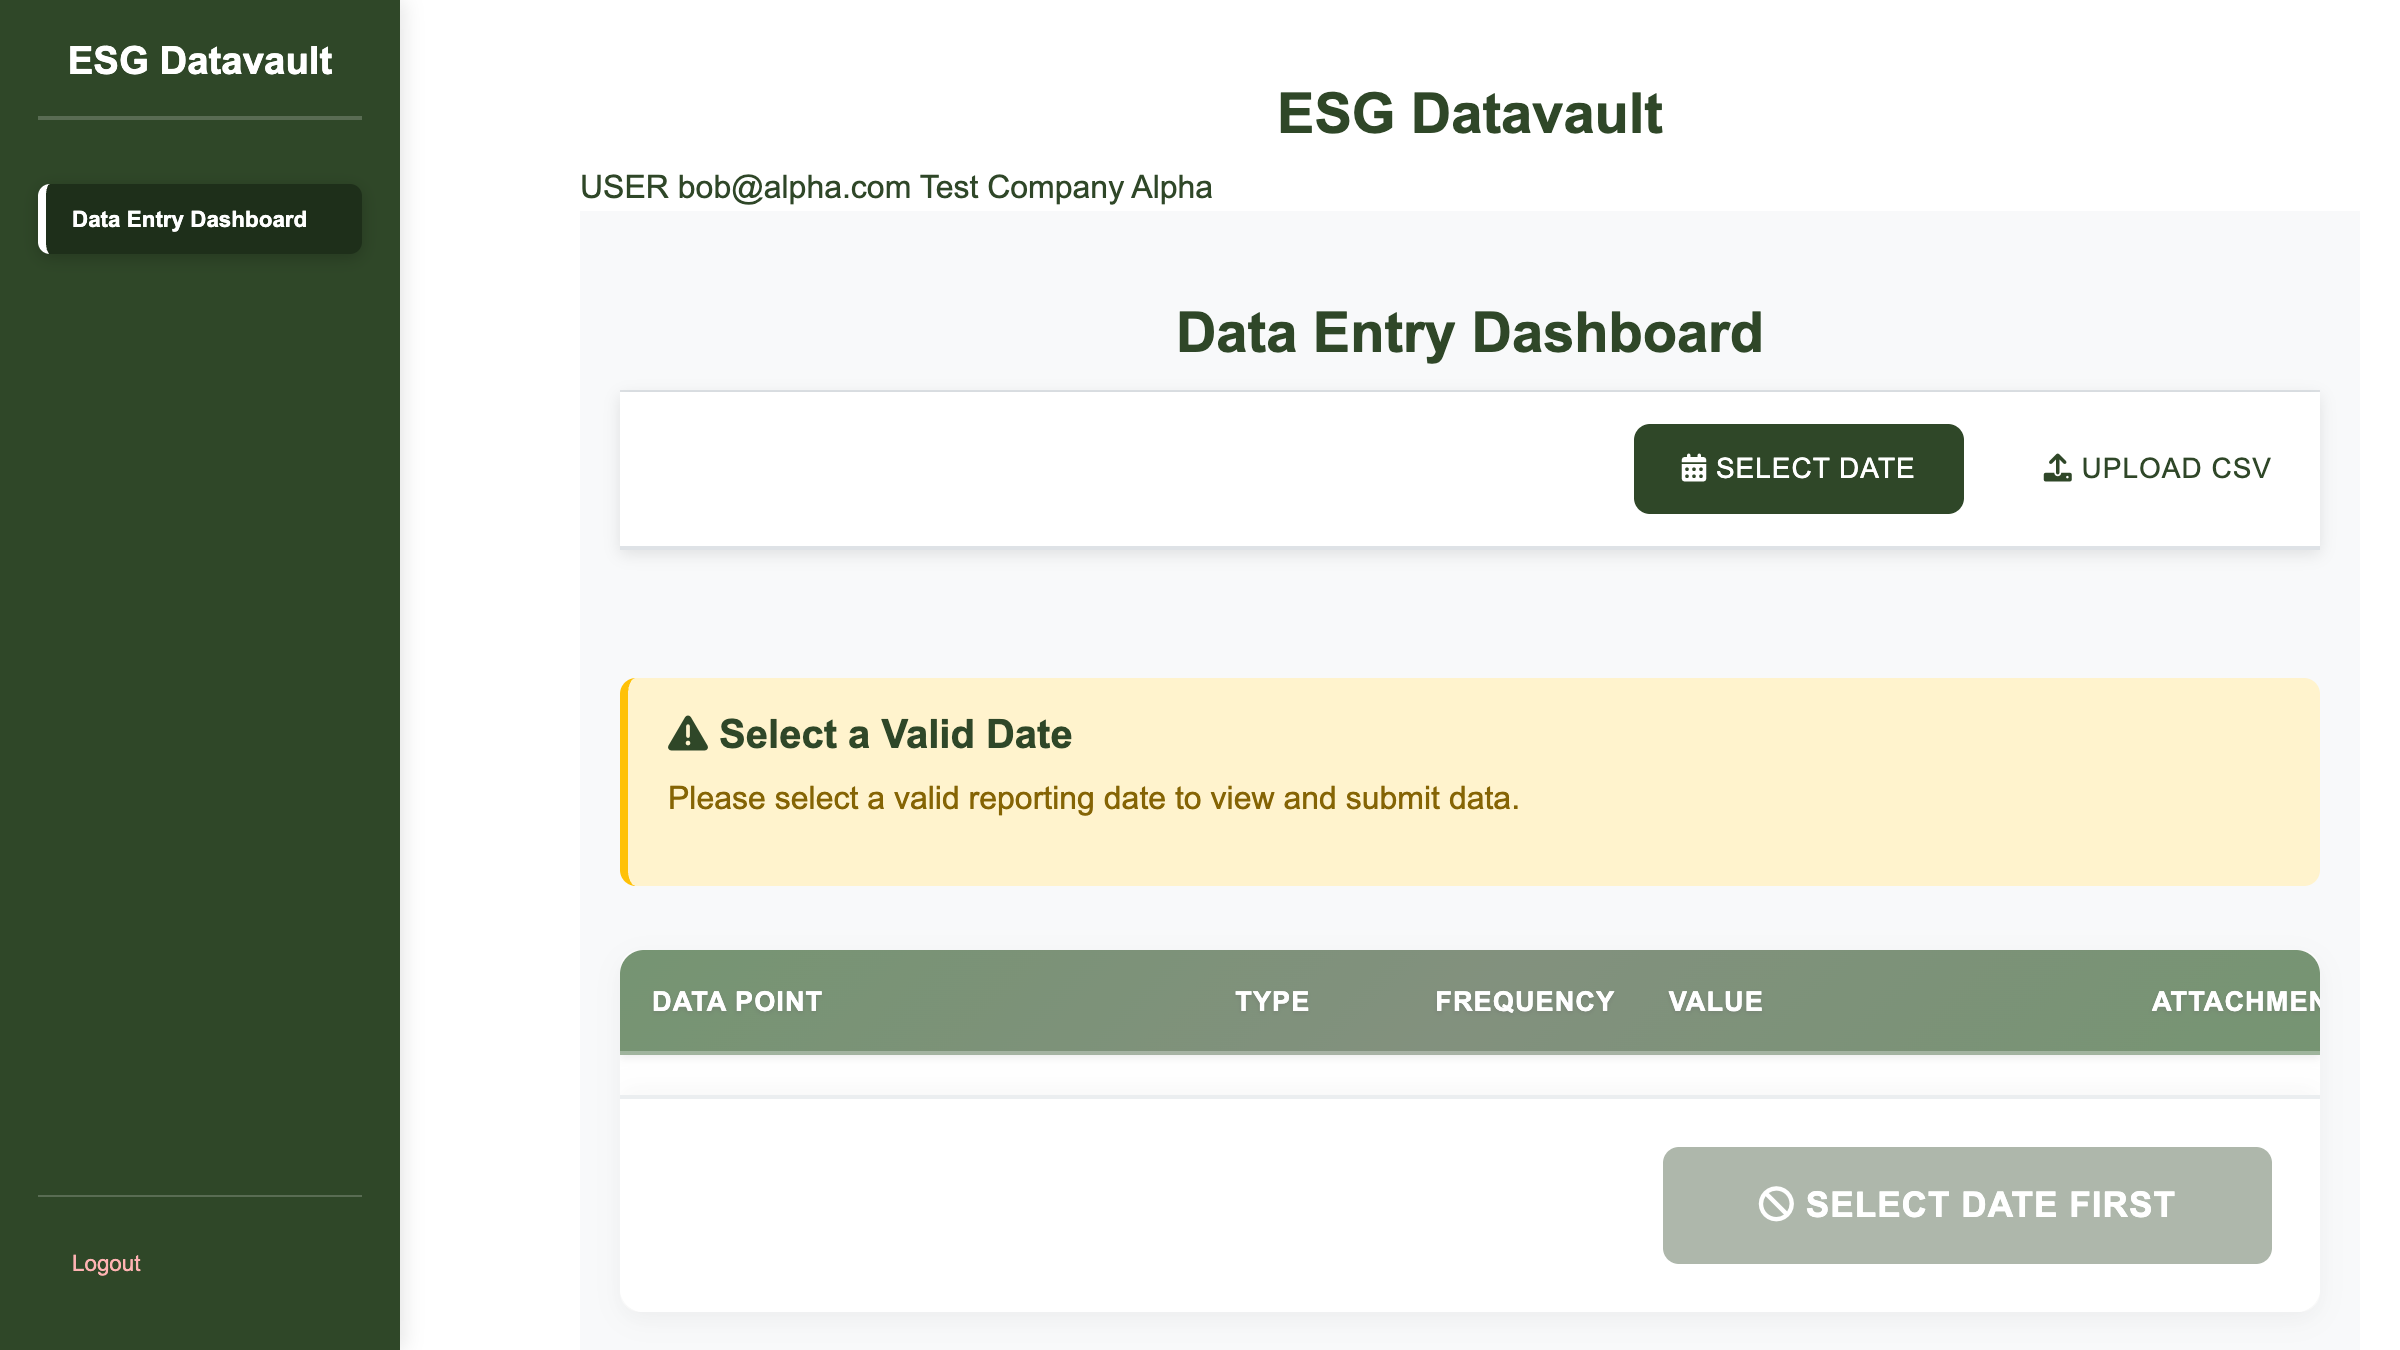 ESG Datavault
Data Entry Dashboard
Logout
ESG Datavault
USER bob@alpha.com Test Company Alpha
Data Entry Dashboard
SELECT DATE
UPLOAD CSV
Select a Valid Date
Please select a valid reporting date to view and submit data.
DATA POINT TYPE FREQUENCY VALUE ATTACHMEN
SELECT DATE FIRST